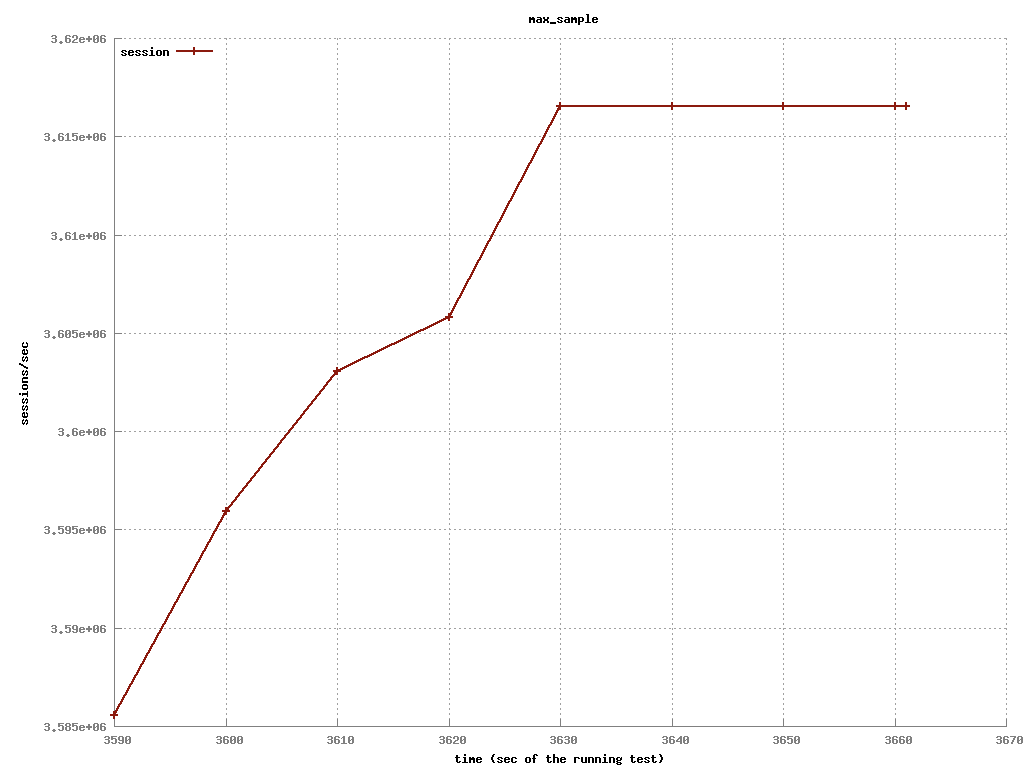 max_sample
3.62e+06
session
3.615e+06
3.61e+06
3.605e+06
sessions/sec
3.6e+06
3.595e+06
3.59e+06
3.585e+06
3590 3600 3610 3620 3630 3640 3650 3660 3670
time (sec of the running test)